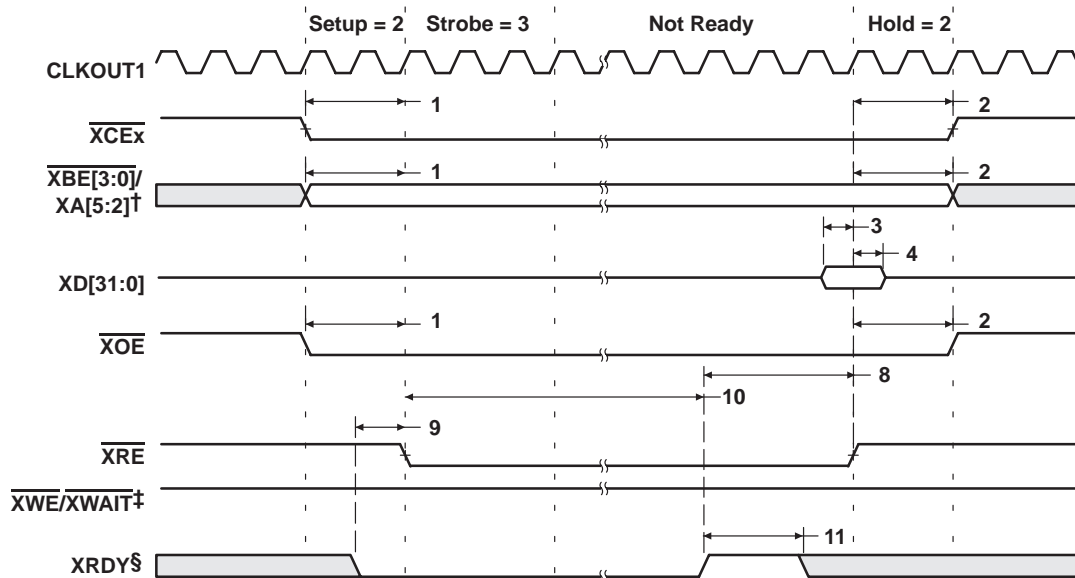 Setup = 2 Strobe = 3 Not Ready Hold = 2
CLKOUT1
1 2
XCEx
1 2
XBE[3:0]/
XA[5:2]†
3
4
XD[31:0]
1 2
XOE
8
10
9
XRE
XWE/XWAIT‡
11
XRDY§